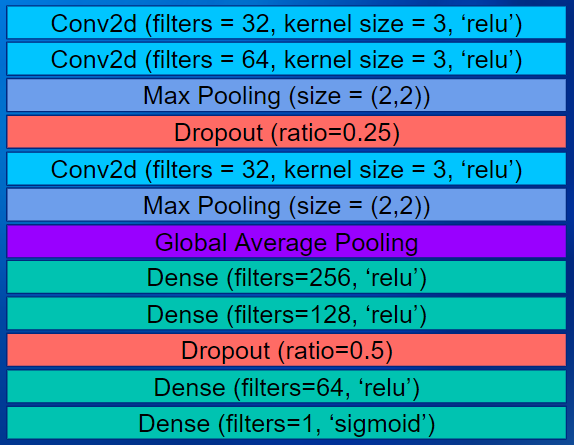 Conv2d (filters = 32, kernel size = 3, ‘relu’)
Conv2d (filters = 64, kernel size = 3, ‘relu’)
Max Pooling (size = (2,2))
Dropout (ratio=0.25)
Conv2d (filters = 32, kernel size = 3, ‘relu’)
Max Pooling (size = (2,2))
Global Average Pooling
Dense (filters=256, ‘relu’)
Dense (filters=128, ‘relu’)
Dropout (ratio=0.5)
Dense (filters=64, ‘relu’)
Dense (filters=1, ‘sigmoid’)